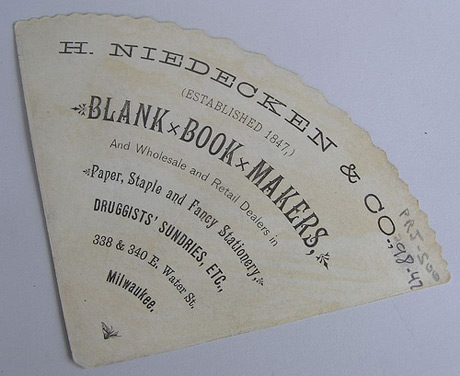 H. NIEDECKEN & CO.,
(ESTABLISHED 1847,)
BLANK × BOOK × MAKERS,
And Wholesale and Retail Dealers in
Paper, Staple and Fancy Stationery,
DRUGGISTS' SUNDRIES, ETC.,
338 & 340 E. Water St.
Milwaukee.